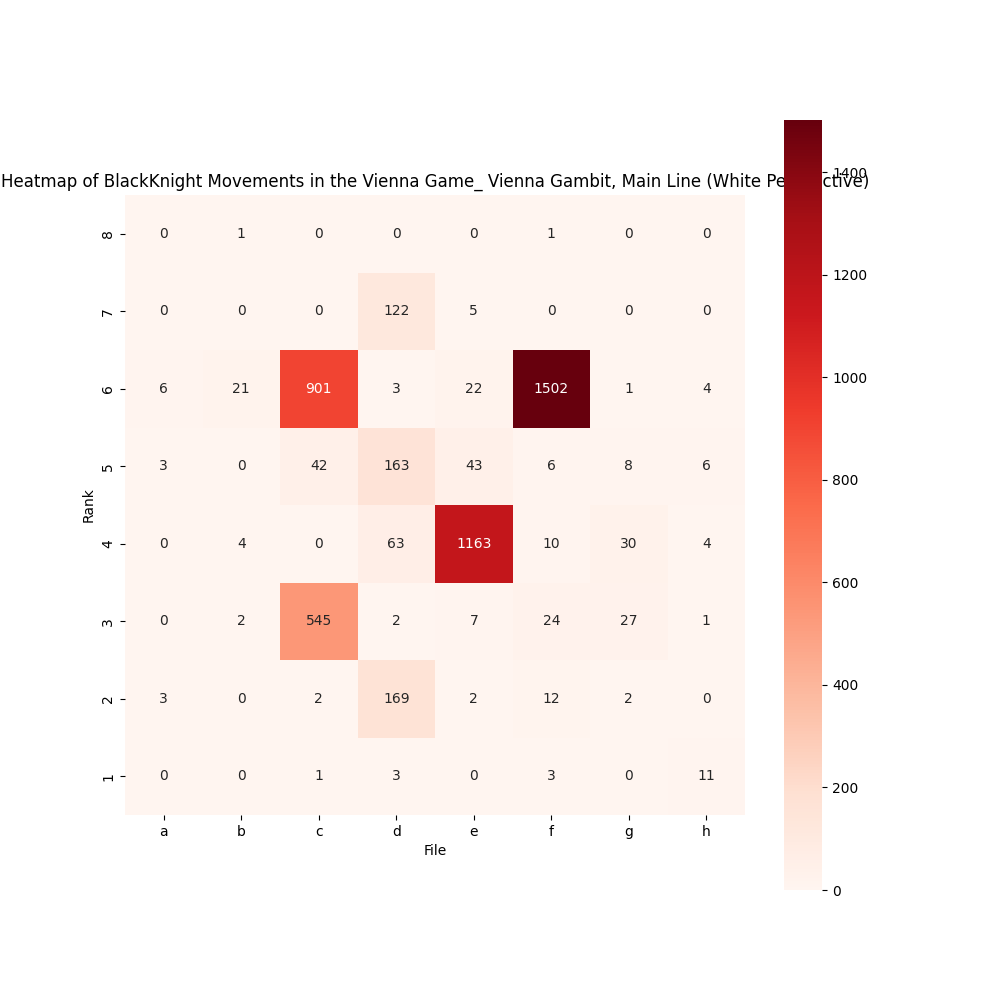 Heatmap of BlackKnight Movements in the Vienna Game_ Vienna Gambit, Main Line (White Perspective)
1400
8 0 1 0 0 0 1 0 0
1200
7 0 0 0 122 5 0 0 0
1000
6 6 21 901 3 22 1502 1 4
800
5 3 0 42 163 43 6 8 6
Rank
4 0 4 0 63 1163 10 30 4
600
3 0 2 545 2 7 24 27 1
400
2 3 0 2 169 2 12 2 0
200
1 0 0 1 3 0 3 0 11
a b c d e f g h
File
0